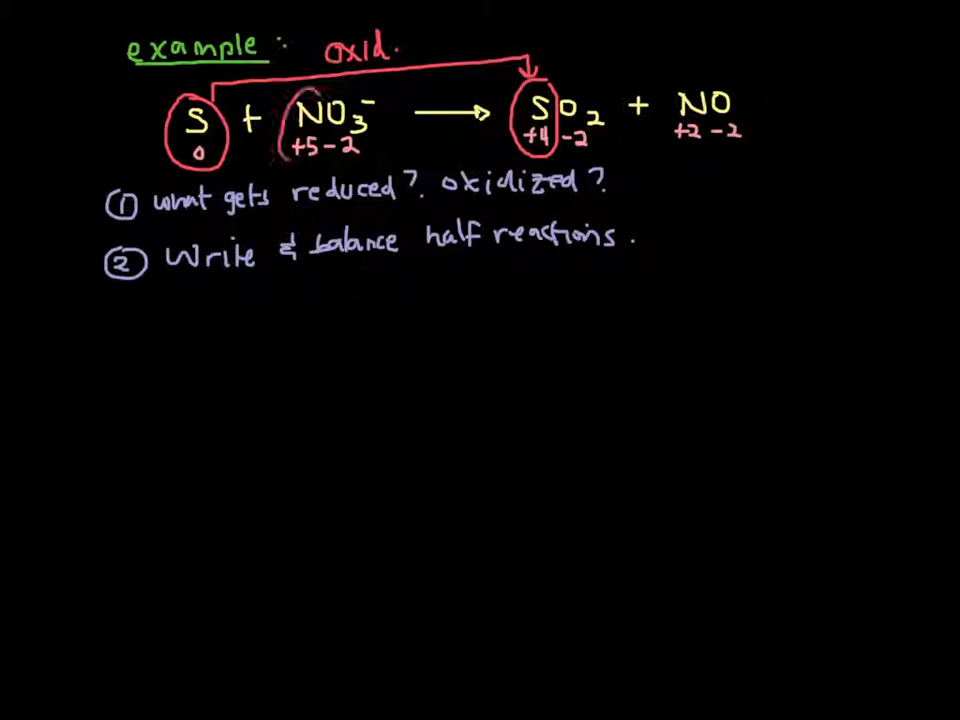 example :
oxid.
S + NO3⁻ → SO2 + NO
0 +5 -2 +4 -2 +2 -2
① what gets reduced? oxidized?
② Write & balance half reactions.